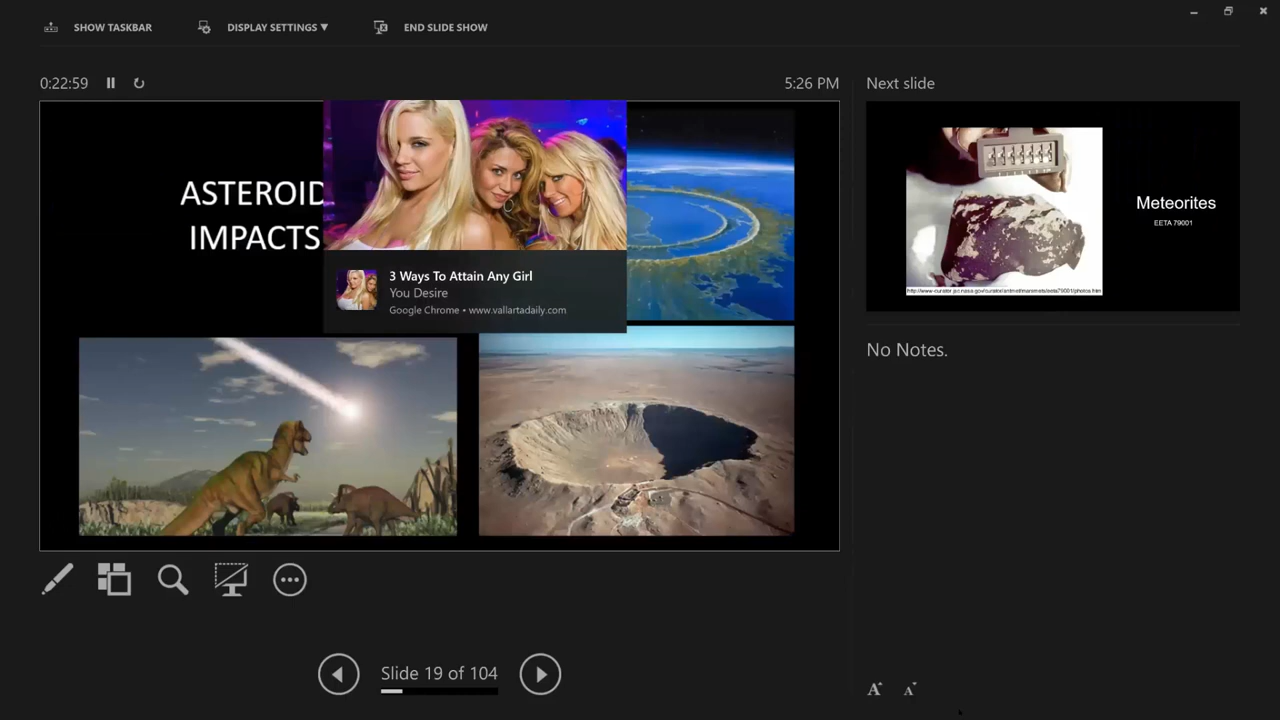 SHOW TASKBAR
DISPLAY SETTINGS ▼
END SLIDE SHOW
0:22:59
5:26 PM
Next slide
ASTEROID
IMPACTS
3 Ways To Attain Any Girl
You Desire
Google Chrome • www.vallartadaily.com
Meteorites
EETA 79001
No Notes.
Slide 19 of 104
A
A